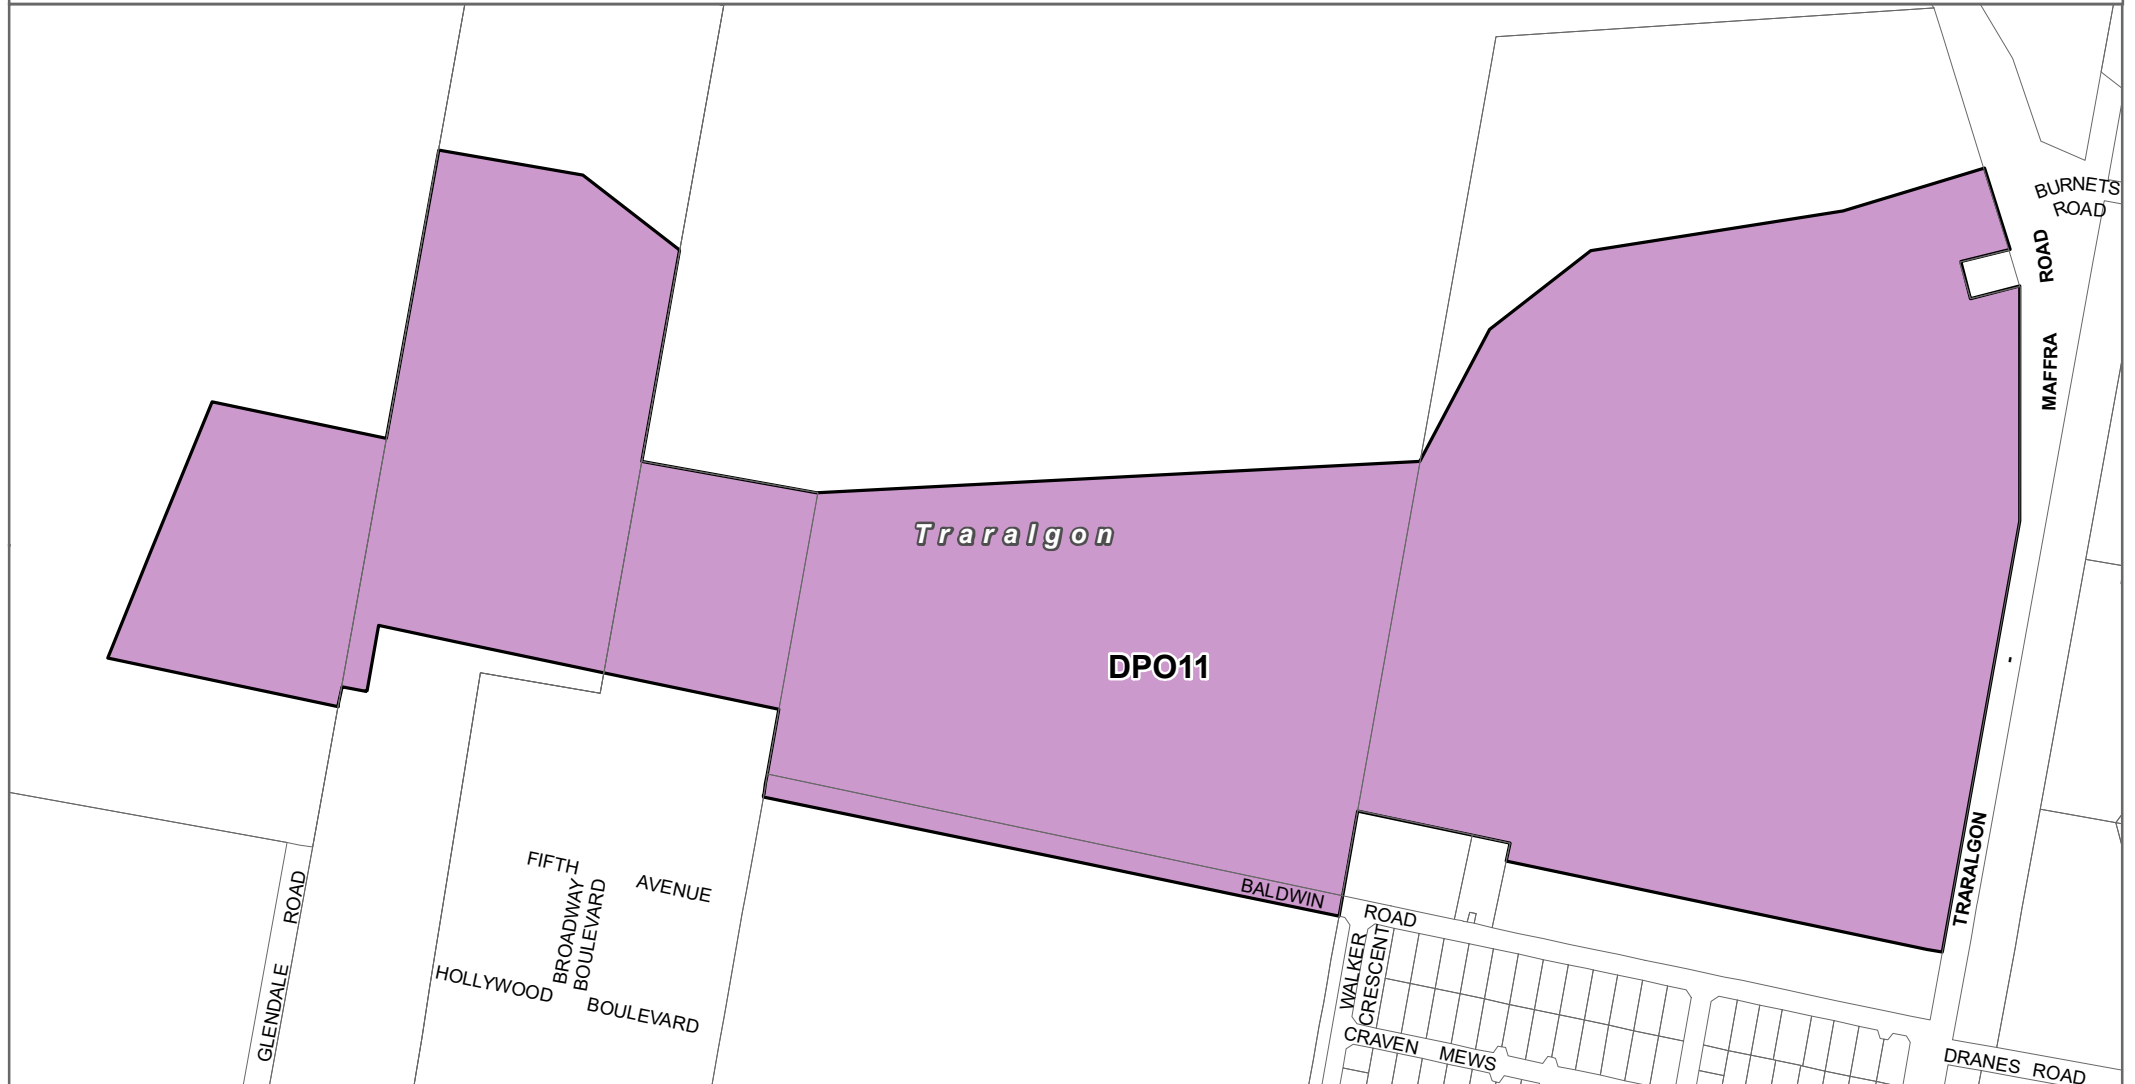 BURNETS
ROAD
ROAD
MAFFRA
TRARALGON
Traralgon
DPO11
FIFTH
AVENUE
BROADWAY
BOULEVARD
HOLLYWOOD
BOULEVARD
GLENDALE
ROAD
BALDWIN
ROAD
WALKER
CRESCENT
CRAVEN MEWS
DRANES ROAD